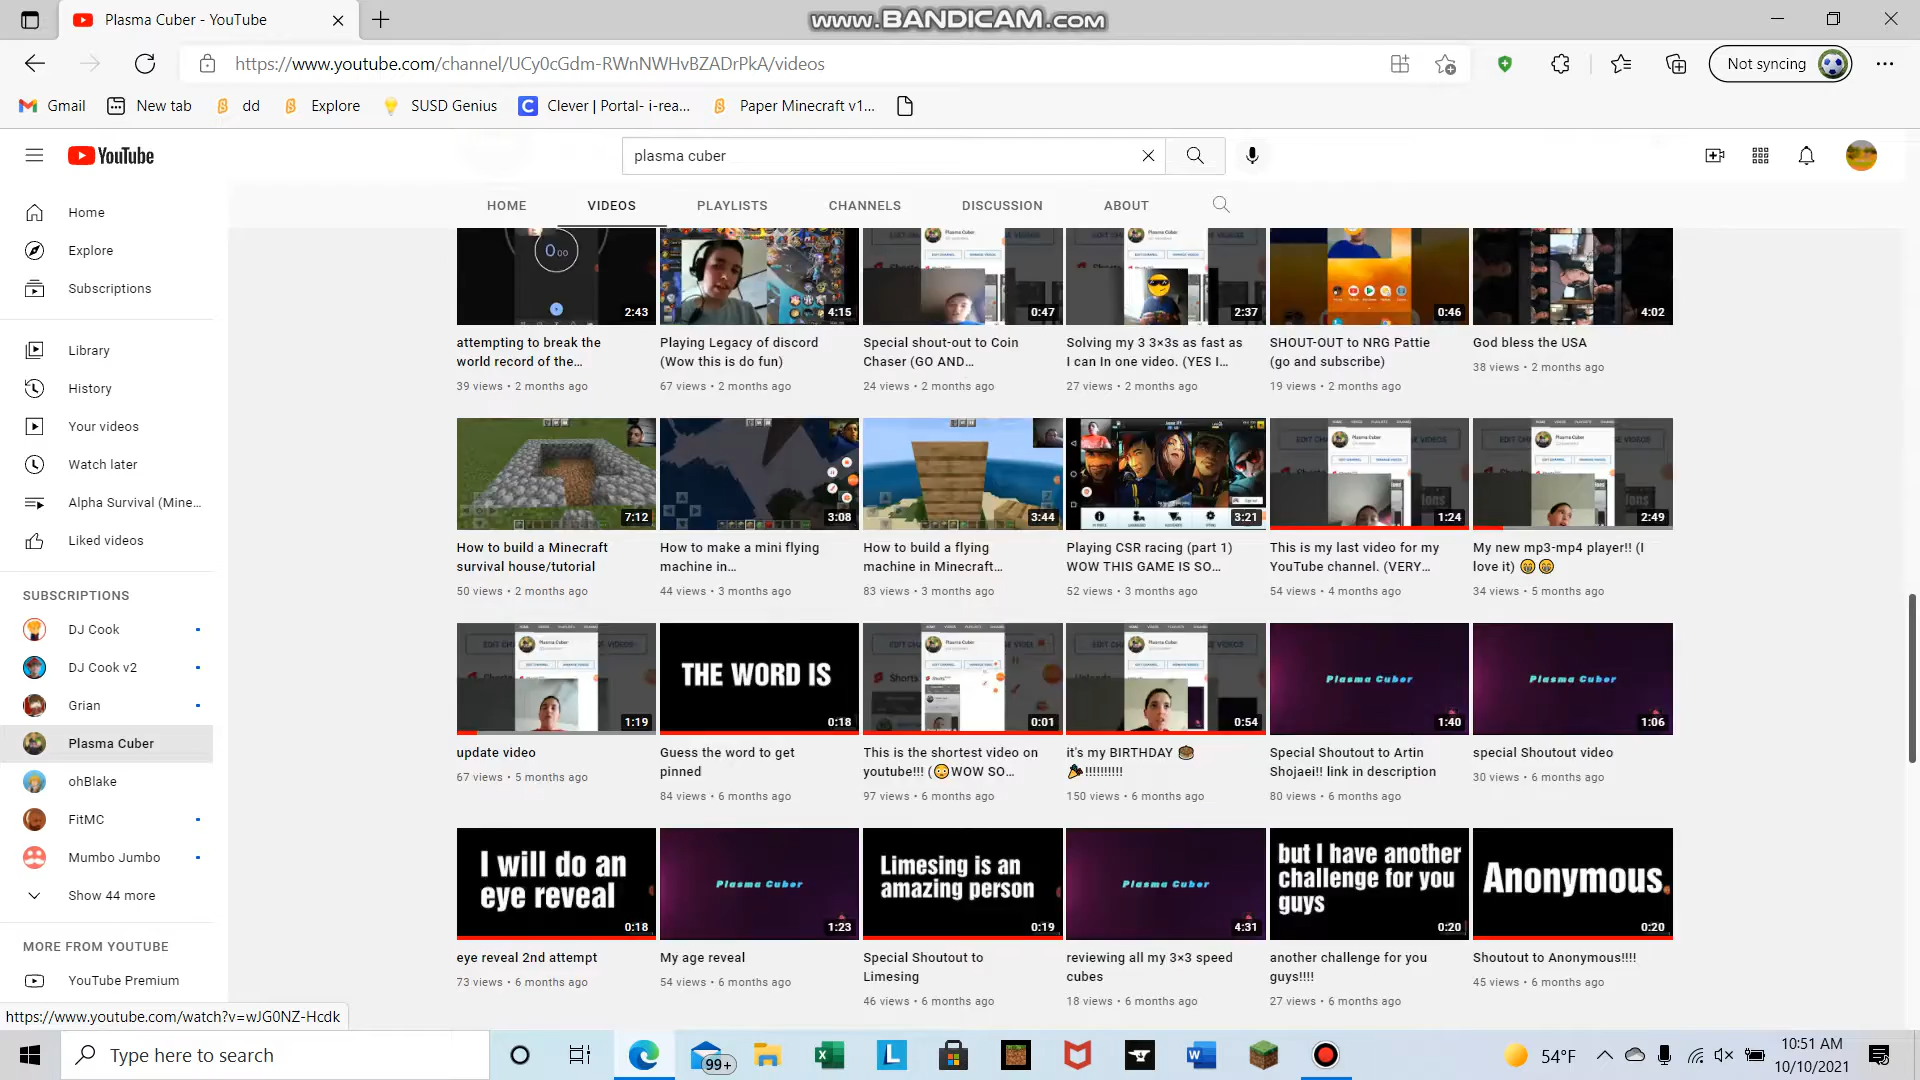 Plasma Cuber - YouTube
www.BANDICAM.com
https://www.youtube.com/channel/UCy0cGdm-RWnNWHvBZADrPkA/videos
Not syncing
Gmail
New tab
dd
Explore
SUSD Genius
Clever | Portal- i-rea...
Paper Minecraft v1...
YouTube
plasma cuber
HOME
VIDEOS
PLAYLISTS
CHANNELS
DISCUSSION
ABOUT
Home
Explore
Subscriptions
Library
History
Your videos
Watch later
Alpha Survival (Mine...
Liked videos
SUBSCRIPTIONS
DJ Cook
DJ Cook v2
Grian
Plasma Cuber
ohBlake
FitMC
Mumbo Jumbo
Show 44 more
MORE FROM YOUTUBE
YouTube Premium
0 00
2:43
attempting to break the
world record of the...
39 views • 2 months ago
4:15
Playing Legacy of discord
(Wow this is do fun)
67 views • 2 months ago
0:47
Special shout-out to Coin
Chaser (GO AND...
24 views • 2 months ago
2:37
Solving my 3 3×3s as fast as
I can In one video. (YES I...
27 views • 2 months ago
0:46
SHOUT-OUT to NRG Pattie
(go and subscribe)
19 views • 2 months ago
4:02
God bless the USA
38 views • 2 months ago
7:12
How to build a Minecraft
survival house/tutorial
50 views • 2 months ago
3:08
How to make a mini flying
machine in...
44 views • 3 months ago
3:44
How to build a flying
machine in Minecraft...
83 views • 3 months ago
3:21
Playing CSR racing (part 1)
WOW THIS GAME IS SO...
52 views • 3 months ago
1:24
This is my last video for my
YouTube channel. (VERY...
54 views • 4 months ago
2:49
My new mp3-mp4 player!! (I
love it) 😁😁
34 views • 5 months ago
1:19
update video
67 views • 5 months ago
THE WORD IS
0:18
Guess the word to get
pinned
84 views • 6 months ago
0:01
This is the shortest video on
youtube!!! (😳WOW SO...
97 views • 6 months ago
0:54
it's my BIRTHDAY 🎂
🎉!!!!!!!!!!
150 views • 6 months ago
Plasma Cuber
1:40
Special Shoutout to Artin
Shojaei!! link in description
80 views • 6 months ago
Plasma Cuber
1:06
special Shoutout video
30 views • 6 months ago
I will do an
eye reveal
0:18
eye reveal 2nd attempt
73 views • 6 months ago
Plasma Cuber
1:23
My age reveal
54 views • 6 months ago
Limesing is an
amazing person
0:19
Special Shoutout to
Limesing
46 views • 6 months ago
Plasma Cuber
4:31
reviewing all my 3×3 speed
cubes
18 views • 6 months ago
but I have another
challenge for you
guys
0:20
another challenge for you
guys!!!!
27 views • 6 months ago
Anonymous
0:20
Shoutout to Anonymous!!!!
45 views • 6 months ago
https://www.youtube.com/watch?v=wJG0NZ-Hcdk
Type here to search
99+
54°F
10:51 AM
10/10/2021